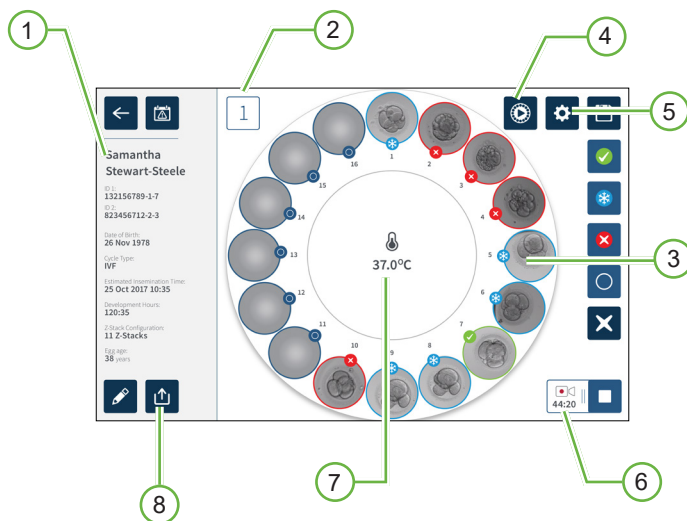 1
2
4
5
1
Samantha
Stewart-Steele
ID 1:
132156789-1-7
ID 2:
823456712-2-3
Date of Birth:
26 Nov 1978
Cycle Type:
IVF
Estimated Insemination Time:
25 Oct 2017 10:35
Development Hours:
120:35
Z-Stack Configuration:
11 Z-Stacks
Egg age:
38 years
1
2
3
4
5
6
7
8
9
10
11
12
13
14
15
16
37.0°C
3
44:20
6
7
8